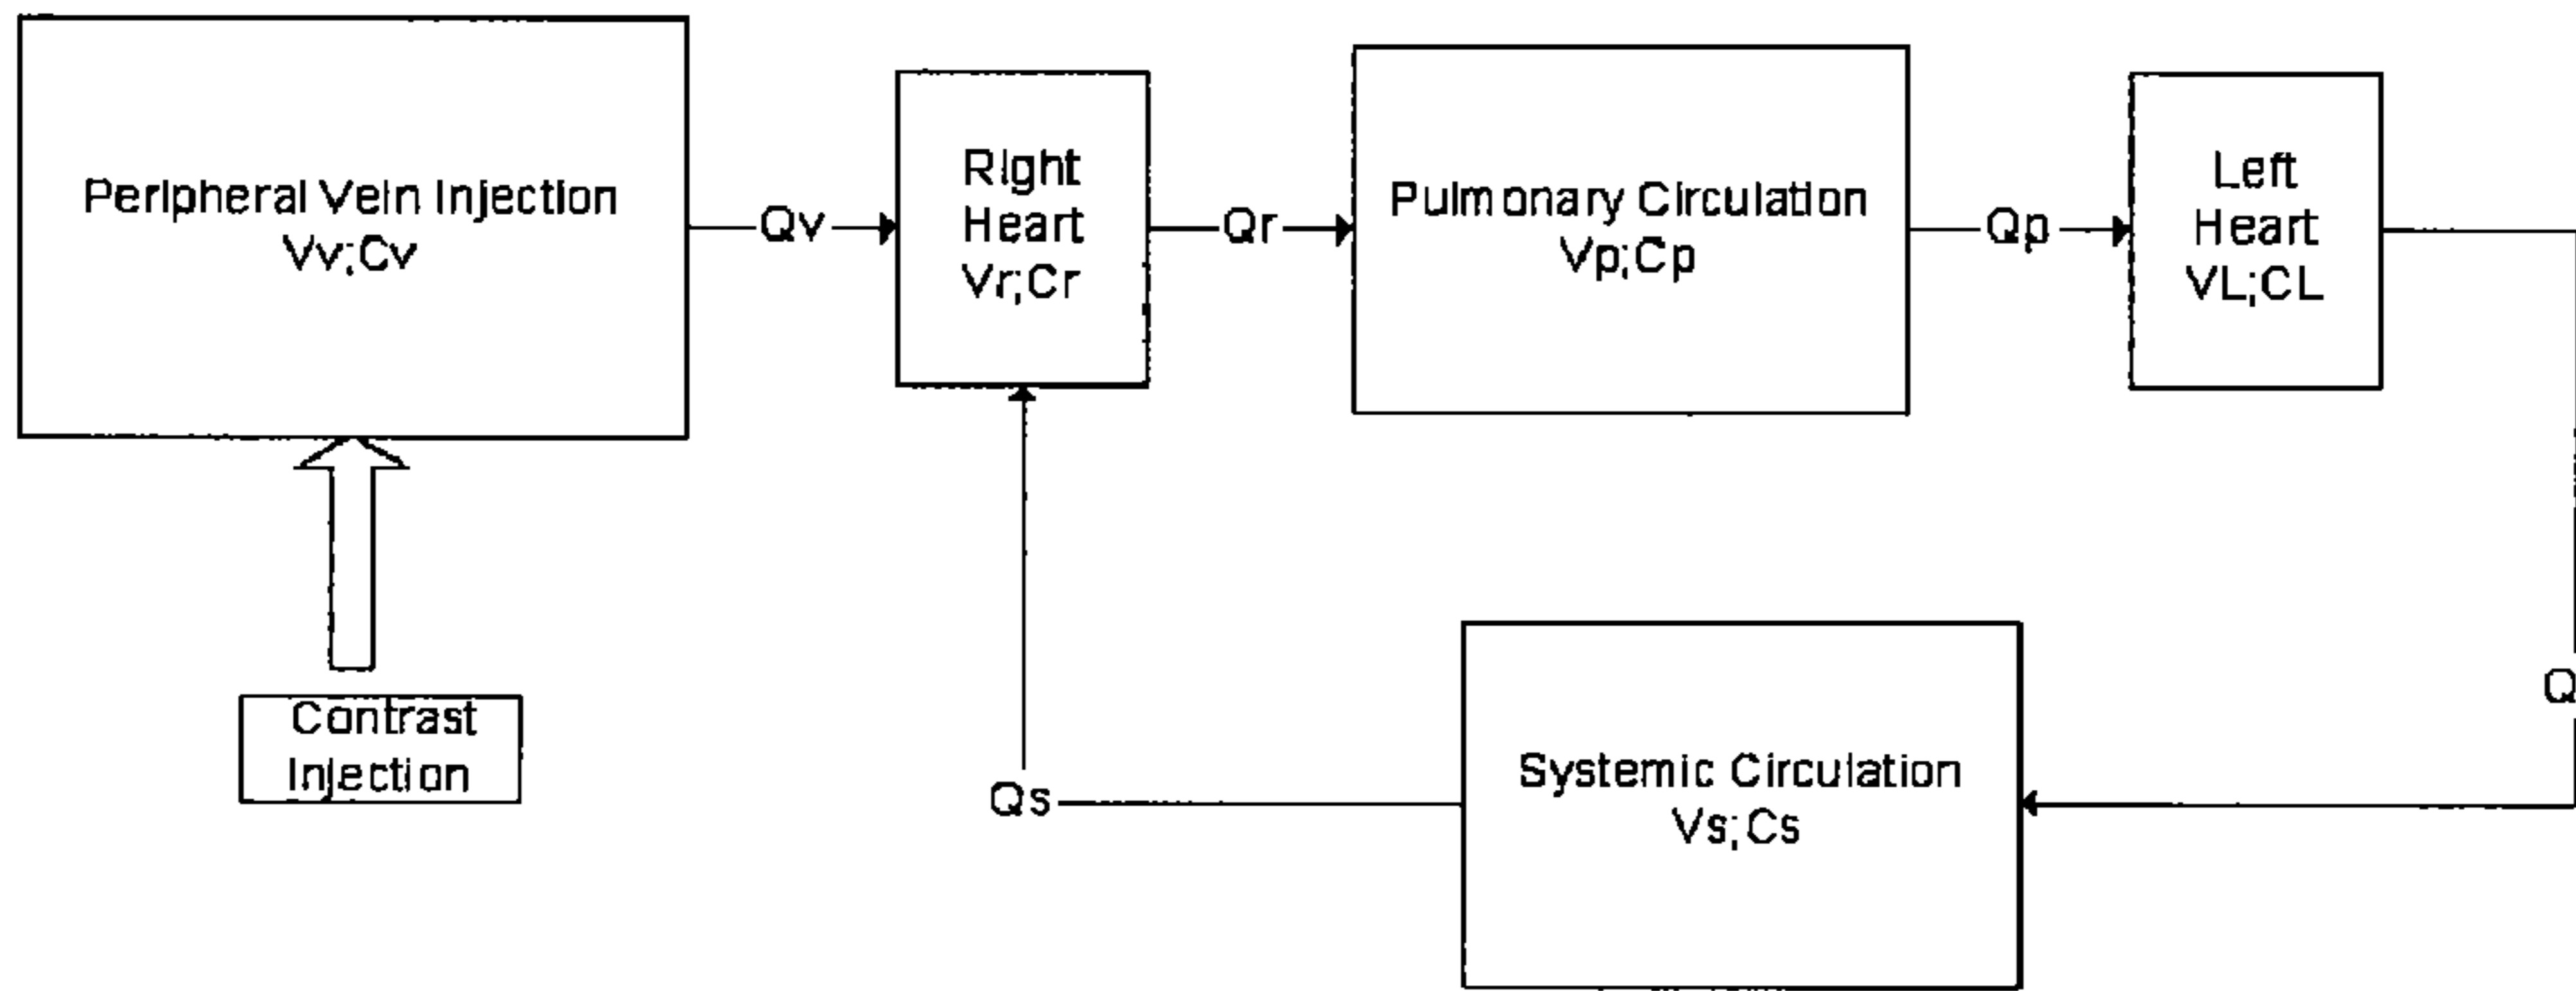 Peripheral Vein Injection
Vv;Cv
Qv
Right
Heart
Vr;Cr
Qr
Pulmonary Circulation
Vp;Cp
Qp
Left
Heart
VL;CL
Contrast
Injection
Qs
Systemic Circulation
Vs;Cs
Q